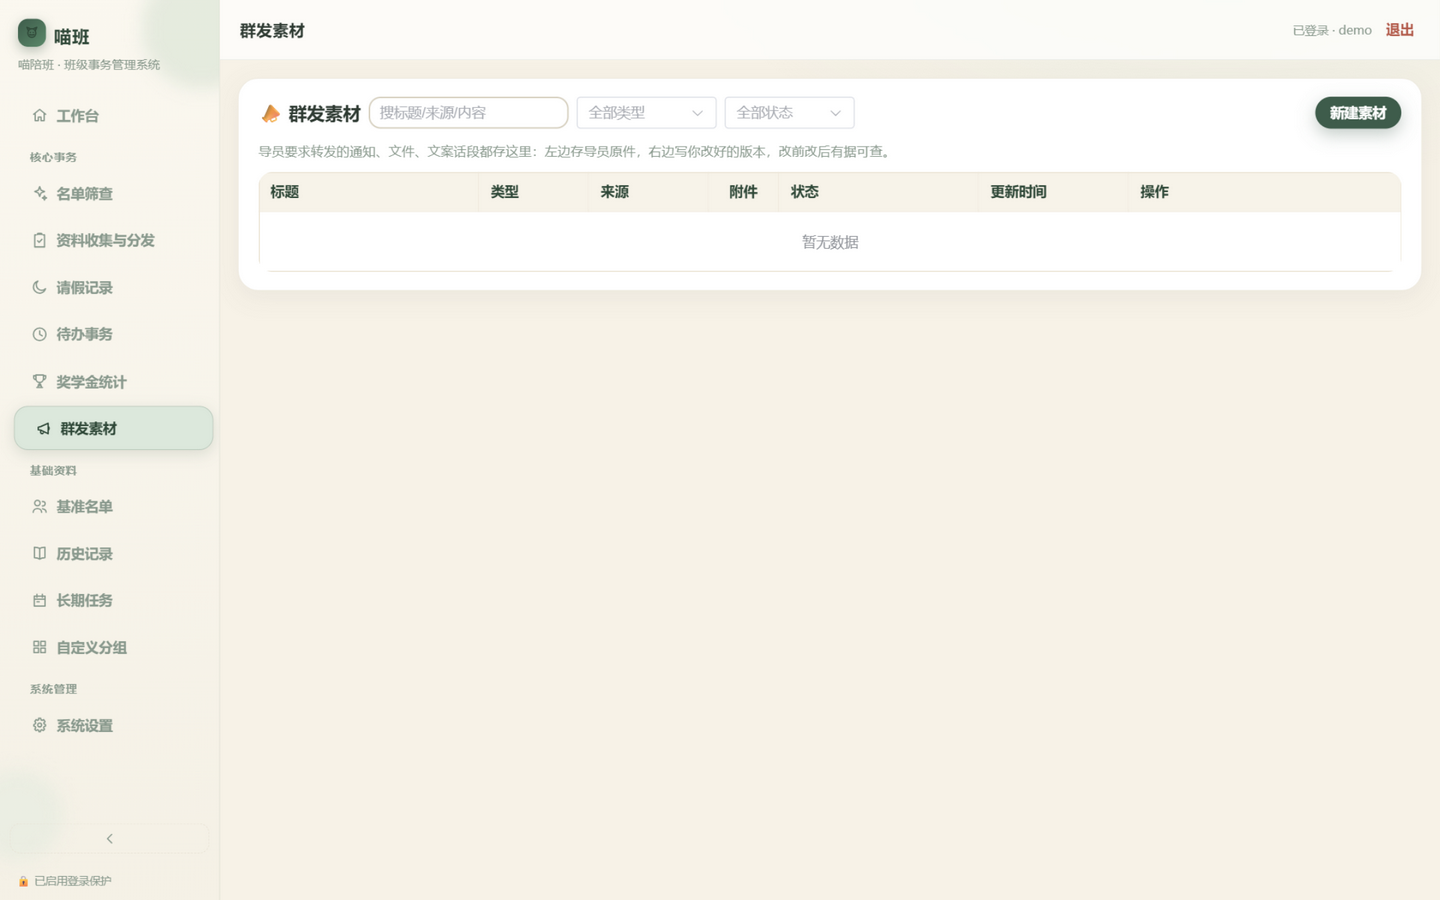 喵班
喵陪班 · 班级事务管理系统
工作台
核心事务
名单筛查
资料收集与分发
请假记录
待办事务
奖学金统计
群发素材
基础资料
基准名单
历史记录
长期任务
自定义分组
系统管理
系统设置
已启用登录保护
群发素材
已登录 · demo 退出
群发素材 搜标题/来源/内容 全部类型 全部状态 新建素材
导员要求转发的通知、文件、文案话段都存这里：左边存导员原件，右边写你改好的版本，改前改后有据可查。
标题 类型 来源 附件 状态 更新时间 操作
暂无数据